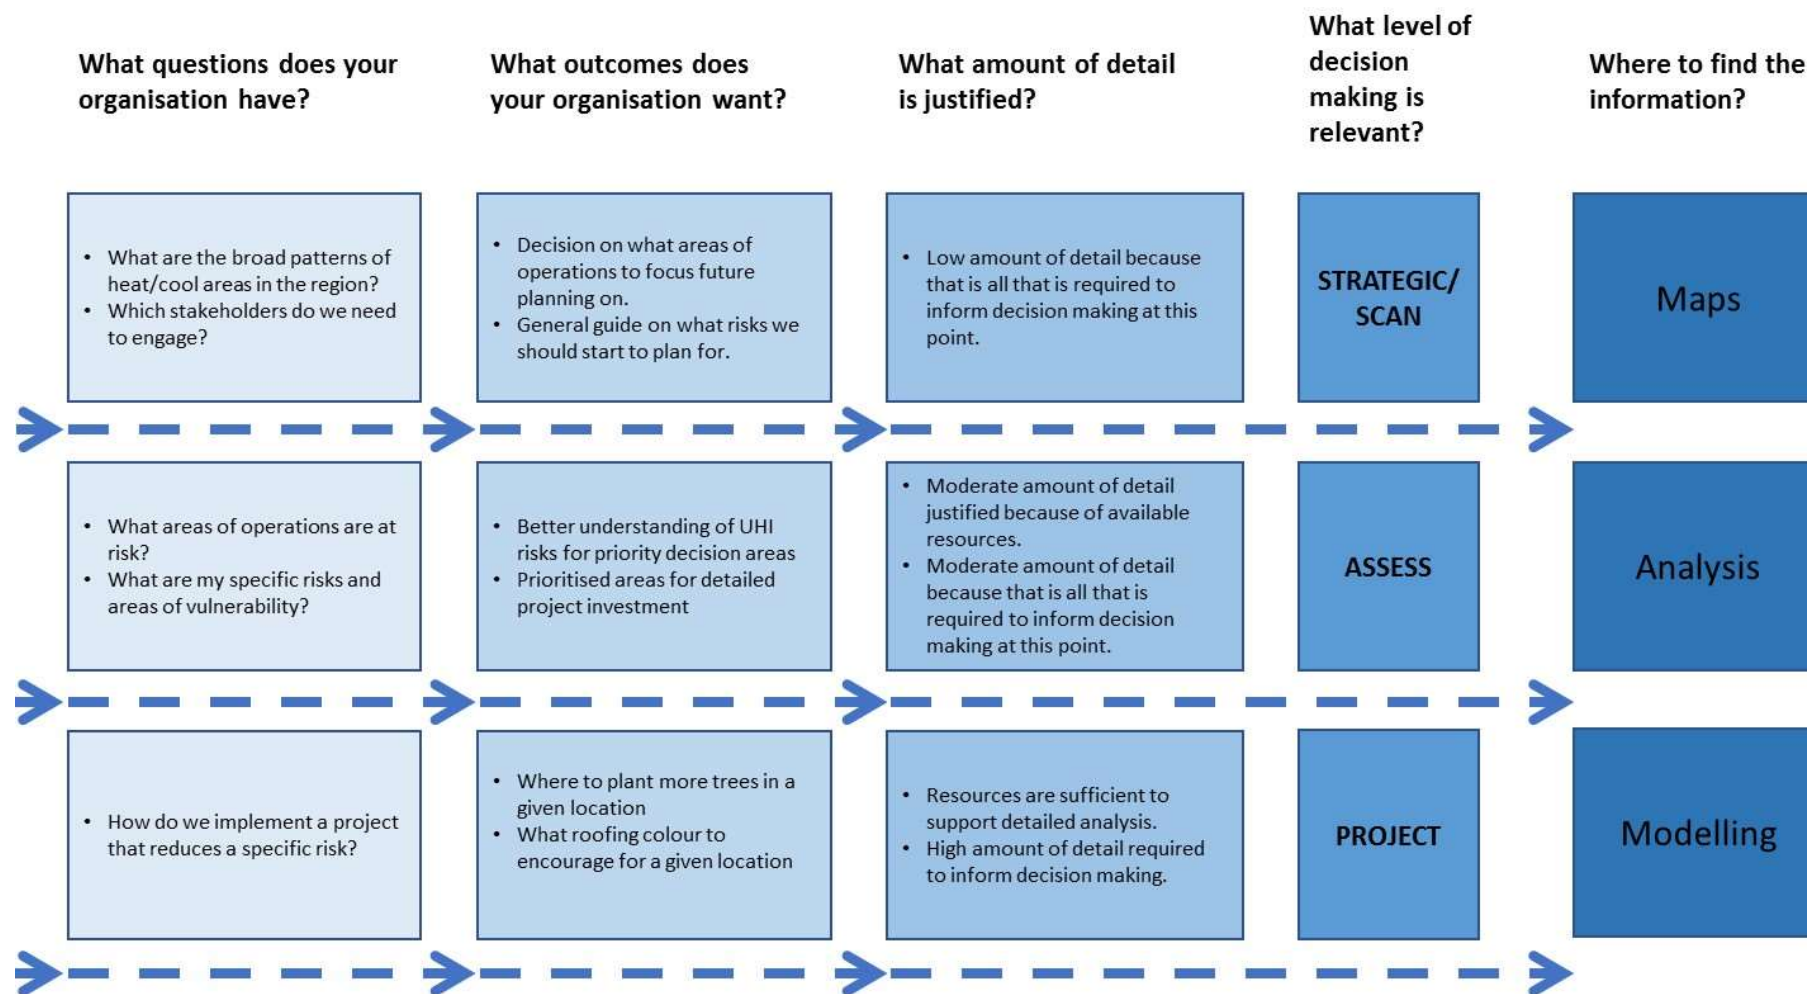 What questions does your
organisation have?
What outcomes does
your organisation want?
What amount of detail
is justified?
What level of
decision
making is
relevant?
Where to find the
information?
• What are the broad patterns of
heat/cool areas in the region?
• Which stakeholders do we need
to engage?
• Decision on what areas of
operations to focus future
planning on.
• General guide on what risks we
should start to plan for.
• Low amount of detail because
that is all that is required to
inform decision making at this
point.
STRATEGIC/
SCAN
Maps
• What areas of operations are at
risk?
• What are my specific risks and
areas of vulnerability?
• Better understanding of UHI
risks for priority decision areas
• Prioritised areas for detailed
project investment
• Moderate amount of detail
justified because of available
resources.
• Moderate amount of detail
because that is all that is
required to inform decision
making at this point.
ASSESS
Analysis
• How do we implement a project
that reduces a specific risk?
• Where to plant more trees in a
given location
• What roofing colour to
encourage for a given location
• Resources are sufficient to
support detailed analysis.
• High amount of detail required
to inform decision making.
PROJECT
Modelling